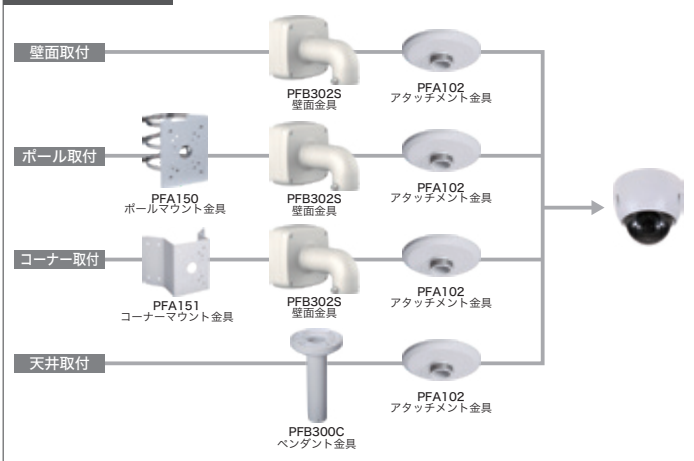 壁面取付
PFB302S
壁面金具
PFA102
アタッチメント金具
ポール取付
PFA150
ポールマウント金具
PFB302S
壁面金具
PFA102
アタッチメント金具
コーナー取付
PFA151
コーナーマウント金具
PFB302S
壁面金具
PFA102
アタッチメント金具
天井取付
PFB300C
ペンダント金具
PFA102
アタッチメント金具